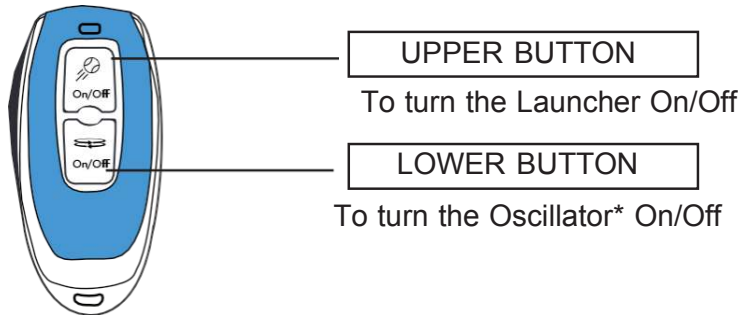 UPPER BUTTON
To turn the Launcher On/Off
On/Off
LOWER BUTTON
On/Off
To turn the Oscillator* On/Off